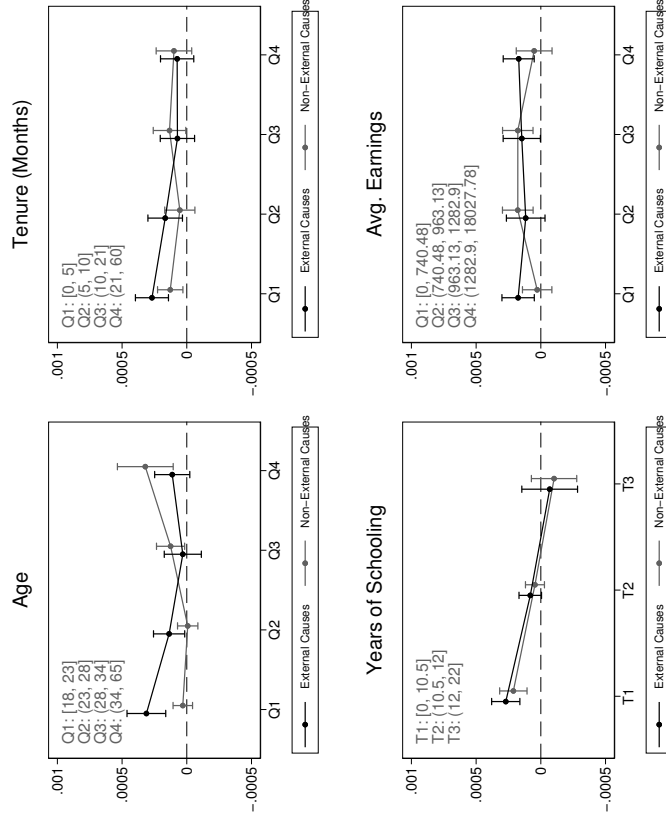 Age
Q1: [18, 23]
Q2: (23, 28]
Q3: (28, 34]
Q4: (34, 65]
.001
.0005
0
−.0005
Q1 Q2 Q3 Q4
External Causes Non−External Causes
Tenure (Months)
Q1: [0, 5]
Q2: (5, 10]
Q3: (10, 21]
Q4: (21, 60]
.001
.0005
0
−.0005
Q1 Q2 Q3 Q4
External Causes Non−External Causes
Years of Schooling
T1: [0, 10.5]
T2: (10.5, 12]
T3: (12, 22]
.001
.0005
0
−.0005
T1 T2 T3
External Causes Non−External Causes
Avg. Earnings
Q1: [0, 740.48]
Q2: (740.48, 963.13]
Q3: (963.13, 1282.9]
Q4: (1282.9, 18027.78]
.001
.0005
0
−.0005
Q1 Q2 Q3 Q4
External Causes Non−External Causes